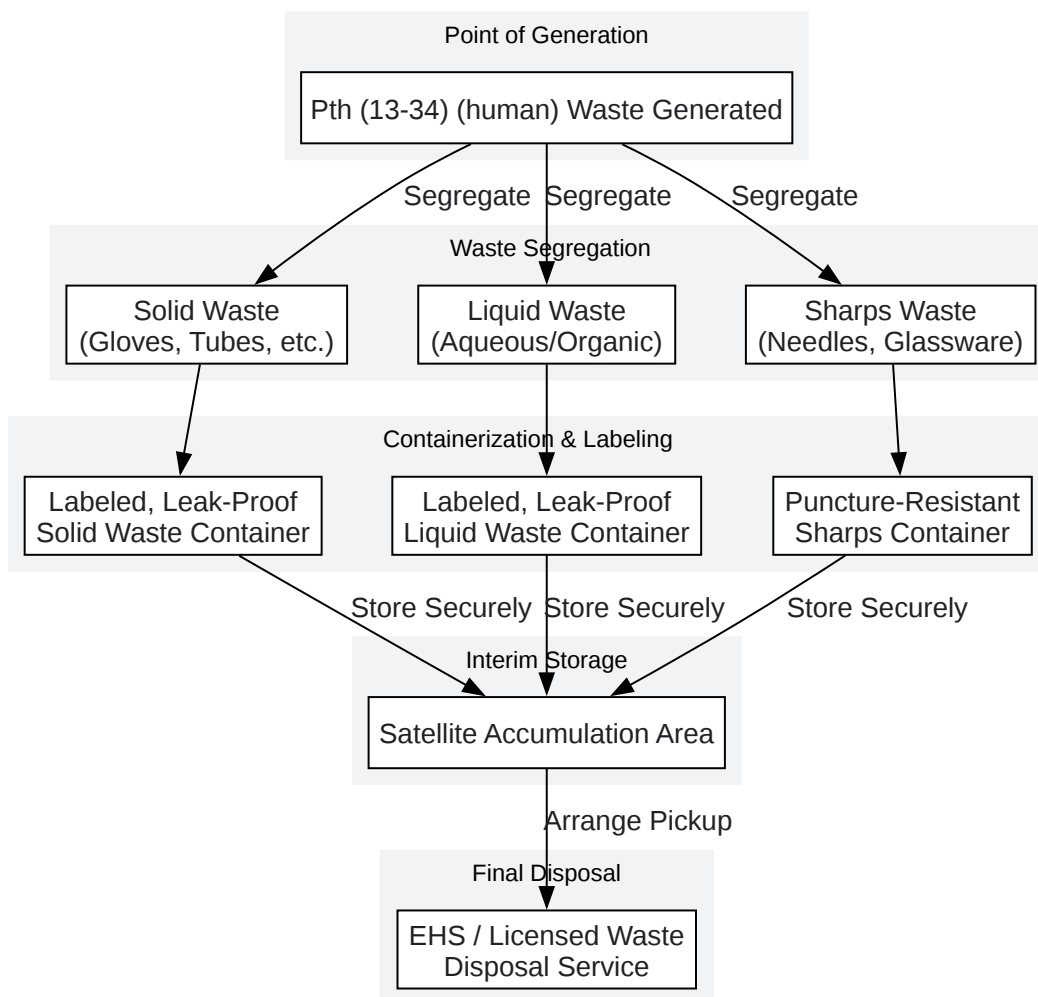 Point of Generation
Pth (13-34) (human) Waste Generated
Segregate
Segregate
Segregate
Waste Segregation
Solid Waste
(Gloves, Tubes, etc.)
Liquid Waste
(Aqueous/Organic)
Sharps Waste
(Needles, Glassware)
Containerization & Labeling
Labeled, Leak-Proof
Solid Waste Container
Labeled, Leak-Proof
Liquid Waste Container
Puncture-Resistant
Sharps Container
Store Securely
Store Securely
Store Securely
Interim Storage
Satellite Accumulation Area
Arrange Pickup
Final Disposal
EHS / Licensed Waste
Disposal Service